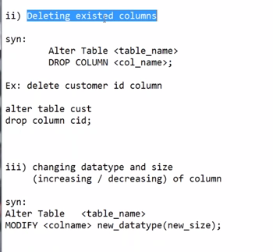 ii) Deleting existed columns
syn:
Alter Table <table_name>
DROP COLUMN <col_name>;
Ex: delete customer id column
alter table cust
drop column cid;
iii) changing datatype and size
(increasing / decreasing) of column
syn:
Alter Table <table_name>
MODIFY <colname> new_datatype(new_size);